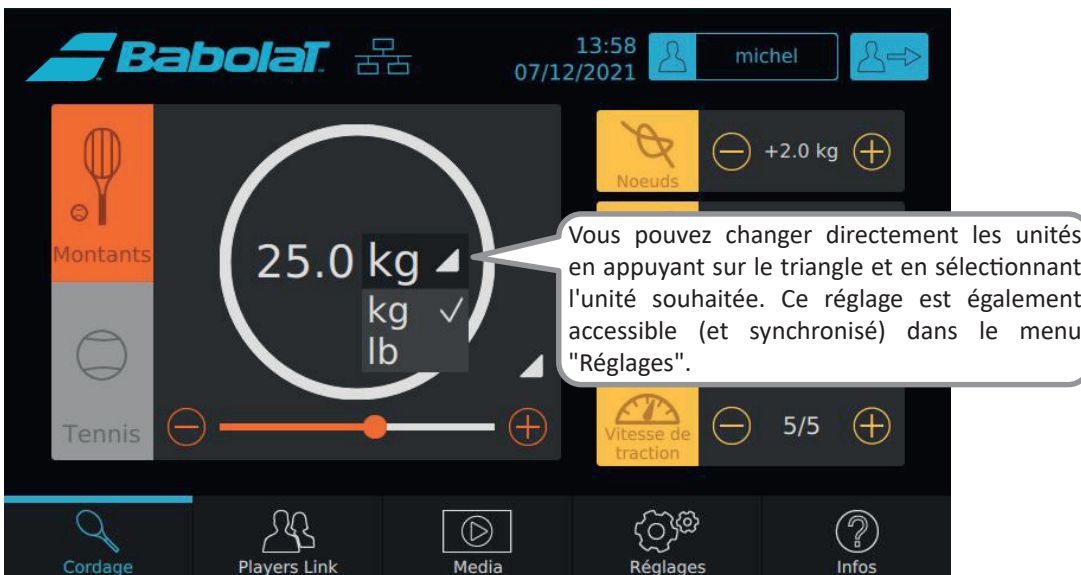 BabolaT
13:58
07/12/2021
michel
Montants
25.0 kg
kg
lb
Tennis
Noeuds
+2.0 kg
Vous pouvez changer directement les unités
en appuyant sur le triangle et en sélectionnant
l'unité souhaitée. Ce réglage est également
accessible (et synchronisé) dans le menu
"Réglages".
Vitesse de
traction
5/5
Cordage
Players Link
Media
Réglages
Infos